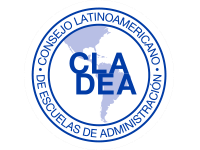 • CONSEJO LATINOAMERICANO •
DE ESCUELAS DE ADMINISTRACIÓN
CLA
DEA